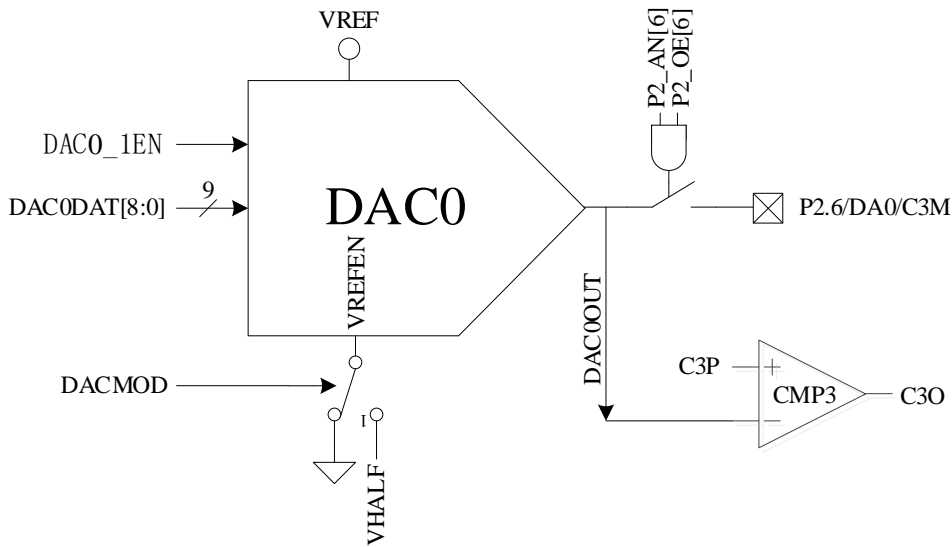 VREF
P2_AN[6]
P2_OE[6]
DAC0_1EN
9
DAC0DAT[8:0]
DAC0
P2.6/DA0/C3M
VREFEN
DAC0OUT
DACMOD
C3P
+
CMP3
C3O
1
VHALF